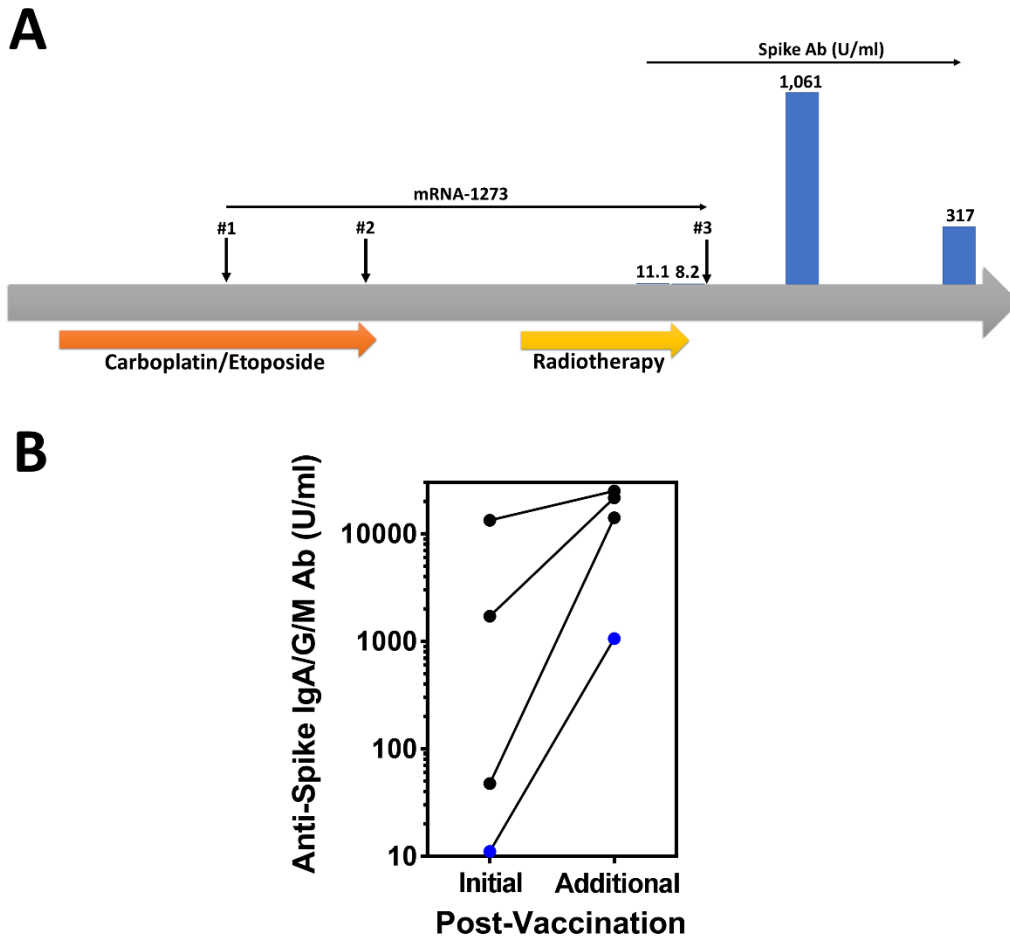 A
Spike Ab (U/ml)
1,061
mRNA-1273
#1
#2
#3
317
11.1
8.2
Carboplatin/Etoposide
Radiotherapy
B
Anti-Spike IgA/G/M Ab (U/ml)
10000
1000
100
10
Initial
Additional
Post-Vaccination